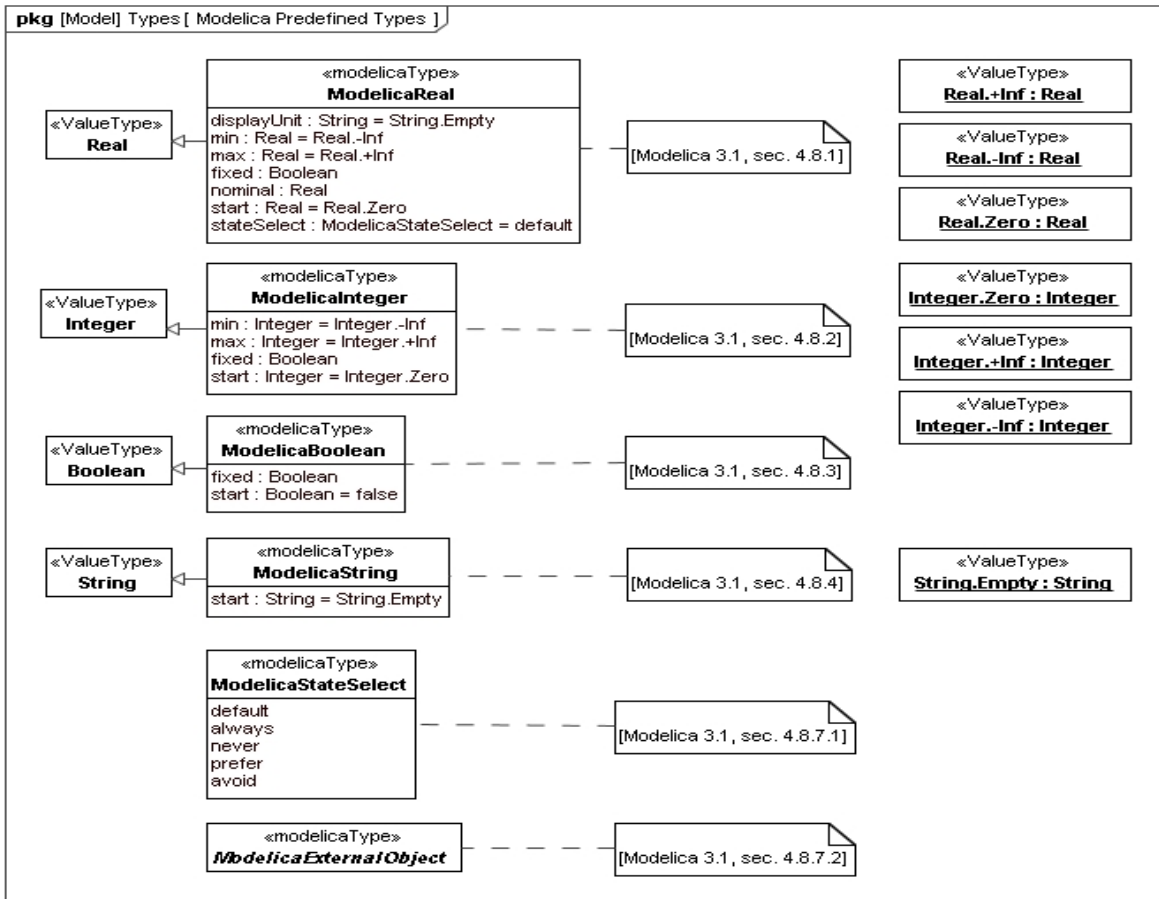 pkg [Model] Types [ Modelica Predefined Types ]
«ValueType»
Real
«modelicaType»
ModelicaReal
displayUnit : String = String.Empty
min : Real = Real.-Inf
max : Real = Real.+Inf
fixed : Boolean
nominal : Real
start : Real = Real.Zero
stateSelect : ModelicaStateSelect = default
[Modelica 3.1, sec. 4.8.1]
«ValueType»
Real.+Inf : Real
«ValueType»
Real.-Inf : Real
«ValueType»
Real.Zero : Real
«ValueType»
Integer
«modelicaType»
ModelicaInteger
min : Integer = Integer.-Inf
max : Integer = Integer.+Inf
fixed : Boolean
start : Integer = Integer.Zero
[Modelica 3.1, sec. 4.8.2]
«ValueType»
Integer.Zero : Integer
«ValueType»
Integer.+Inf : Integer
«ValueType»
Integer.-Inf : Integer
«ValueType»
Boolean
«modelicaType»
ModelicaBoolean
fixed : Boolean
start : Boolean = false
[Modelica 3.1, sec. 4.8.3]
«ValueType»
String
«modelicaType»
ModelicaString
start : String = String.Empty
[Modelica 3.1, sec. 4.8.4]
«ValueType»
String.Empty : String
«modelicaType»
ModelicaStateSelect
default
always
never
prefer
avoid
[Modelica 3.1, sec. 4.8.7.1]
«modelicaType»
ModelicaExternalObject
[Modelica 3.1, sec. 4.8.7.2]